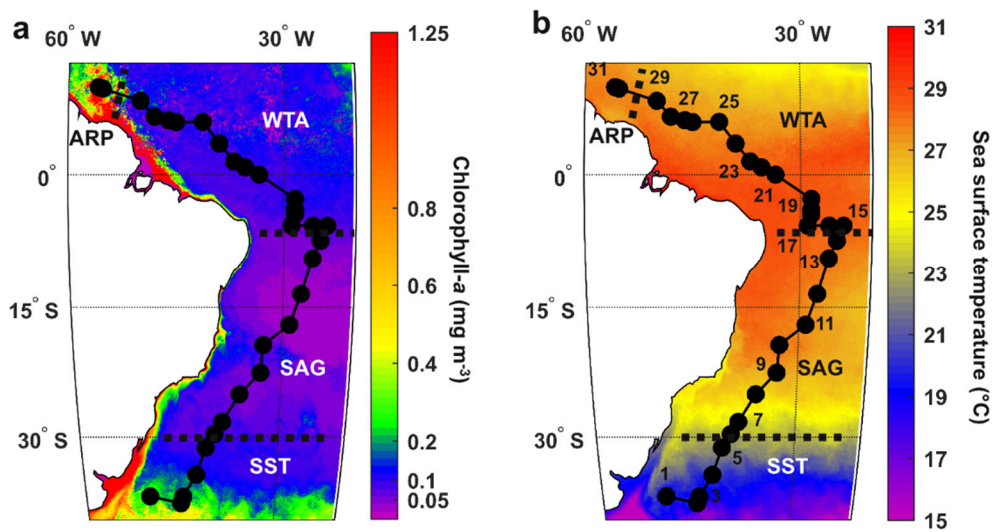 a
60° W
30° W
WTA
ARP
0°
15° S
SAG
30° S
SST
1.25
0.8
0.4
0.2
0.1
0.05
Chlorophyll-a (mg m-3)
b
60° W
30° W
31
29
27
25
WTA
ARP
23
21
19
15
17
13
11
9
SAG
7
5
SST
1
3
0°
15° S
30° S
31
29
27
25
23
21
19
17
15
Sea surface temperature (°C)